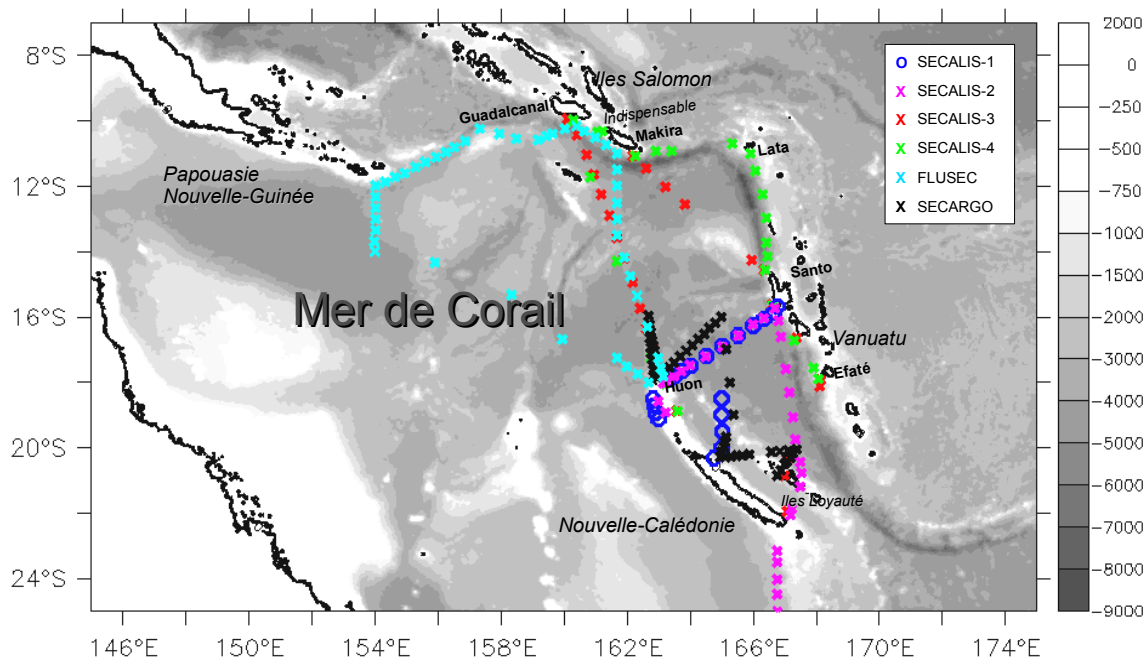 2000
8°S
0
Iles Salomon
SECALIS-1
−250
SECALIS-2
Guadalcanal
Indispensable
SECALIS-3
−500
Makira
SECALIS-4
12°S
Papouasie
Nouvelle-Guinée
Lata
FLUSEC
−750
SECARGO
−1000
−1500
Santo
16°S
Mer de Corail
−2000
Vanuatu
−3000
Huon
Efaté
−4000
20°S
−5000
Iles Loyauté
−6000
Nouvelle-Calédonie
−7000
24°S
−8000
−9000
146°E 150°E 154°E 158°E 162°E 166°E 170°E 174°E